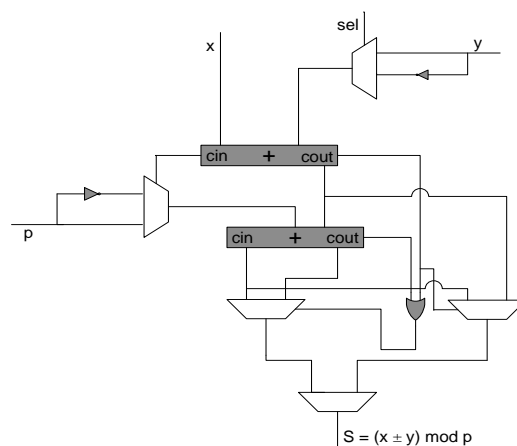 sel
x
y
cin + cout
p
cin + cout
S = (x ± y) mod p